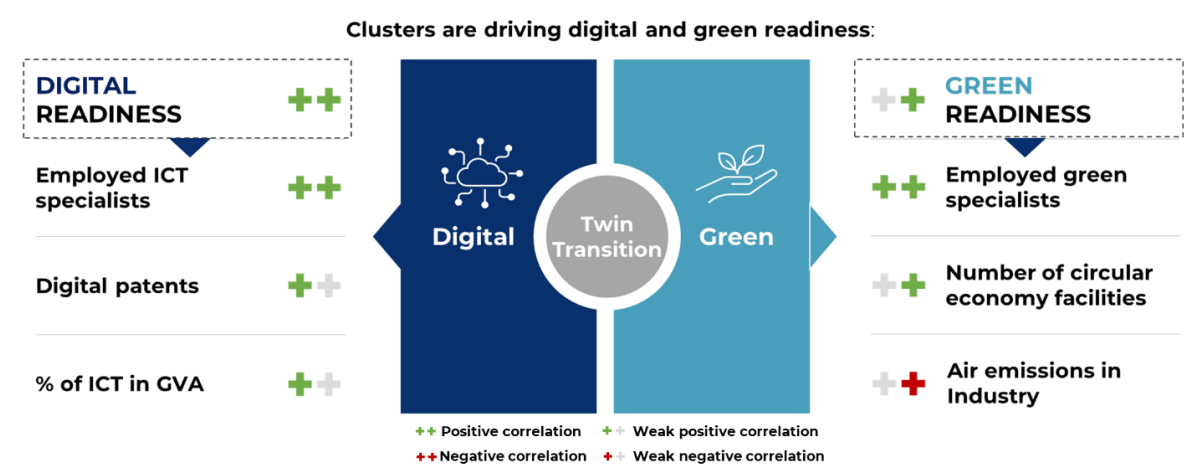 Clusters are driving digital and green readiness:
DIGITAL
READINESS
Employed ICT
specialists
Digital patents
% of ICT in GVA
Digital
Twin
Transition
Green
GREEN
READINESS
Employed green
specialists
Number of circular
economy facilities
Air emissions in
Industry
++ Positive correlation
++ Weak positive correlation
++ Negative correlation
++ Weak negative correlation